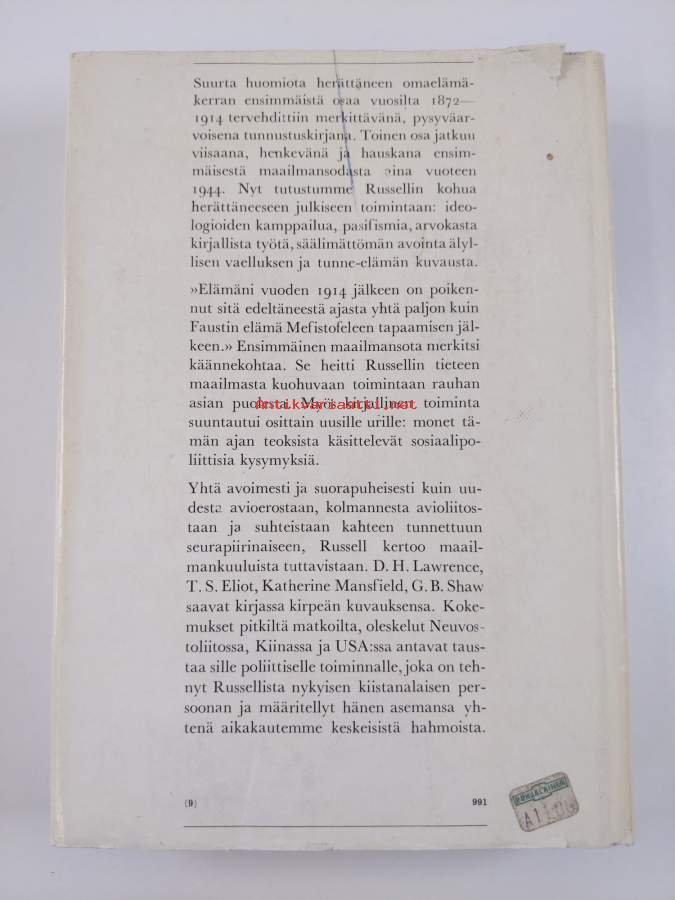 Suurta huomiota herättäneen omaelämä-
kerran ensimmäistä osaa vuosilta 1872—
1914 tervehdittiin merkittävänä, pysyväar-
voisena tunnustuskirjana. Toinen osa jatkuu
viisaana, henkevänä ja hauskana ensim-
mäisestä maailmansodasta aina vuoteen
1944. Nyt tutustumme Russellin kohua
herättäneeseen julkiseen toimintaan: ideo-
logioiden kamppailua, pasifismia, arvokasta
kirjallista työtä, säälimättömän avointa älyl-
lisen vaelluksen ja tunne-elämän kuvausta.
»Elämäni vuoden 1914 jälkeen on poiken-
nut sitä edeltäneestä ajasta yhtä paljon kuin
Faustin elämä Mefistofeleen tapaamisen jäl-
keen.» Ensimmäinen maailmansota merkitsi
käännekohtaa. Se heitti Russellin tieteen
maailmasta kuohuvaan toimintaan rauhan
asian puolesta. Myös kirjallinen toiminta
Antikvariaatti.net
suuntautui osittain uusille urille: monet tä-
män ajan teoksista käsittelevät sosiaalipo-
liittisia kysymyksiä.
Yhtä avoimesti ja suorapuheisesti kuin uu-
desta avioerostaan, kolmannesta avioliitos-
taan ja suhteistaan kahteen tunnettuun
seurapiirinaiseen, Russell kertoo maail-
mankuuluista tuttavistaan. D. H. Lawrence,
T. S. Eliot, Katherine Mansfield, G. B. Shaw
saavat kirjassa kirpeän kuvauksensa. Koke-
mukset pitkiltä matkoilta, oleskelut Neuvos-
toliitossa, Kiinassa ja USA:ssa antavat taus-
taa sille poliittiselle toiminnalle, joka on teh-
nyt Russellista nykyisen kiistanalaisen per-
soonan ja määritellyt hänen asemansa yh-
tenä aikakautemme keskeisistä hahmoista.
(9) 991
POHJALAINEN